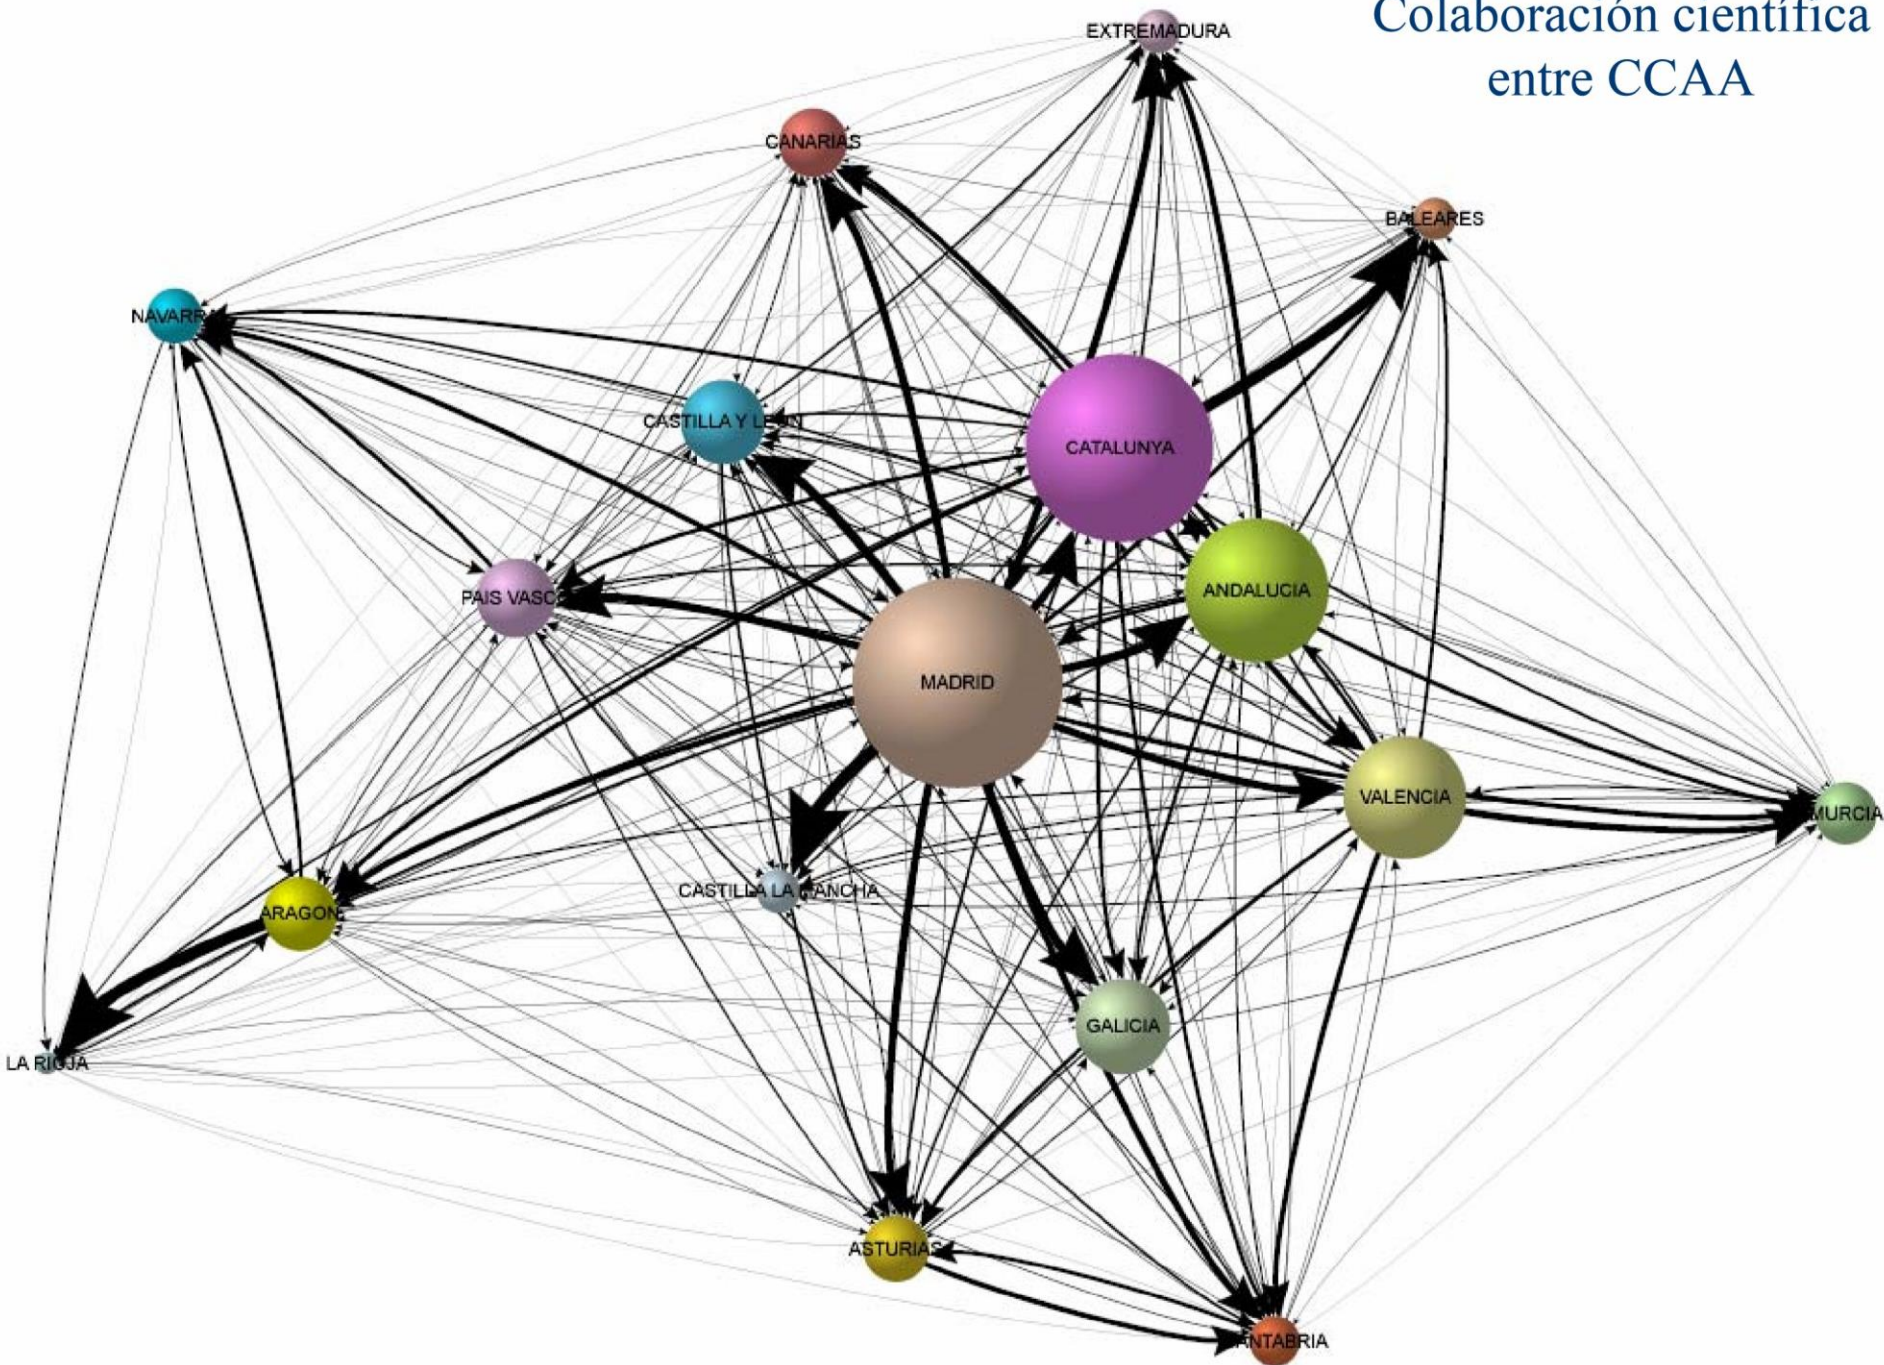 Colaboración científica
entre CCAA
EXTREMADURA
CANARIAS
BALEARES
NAVARRA
CASTILLA Y LEON
CATALUNYA
PAIS VASCO
ANDALUCIA
MADRID
VALENCIA
MURCIA
CASTILLA LA MANCHA
ARAGON
GALICIA
LA RIOJA
ASTURIAS
CANTABRIA